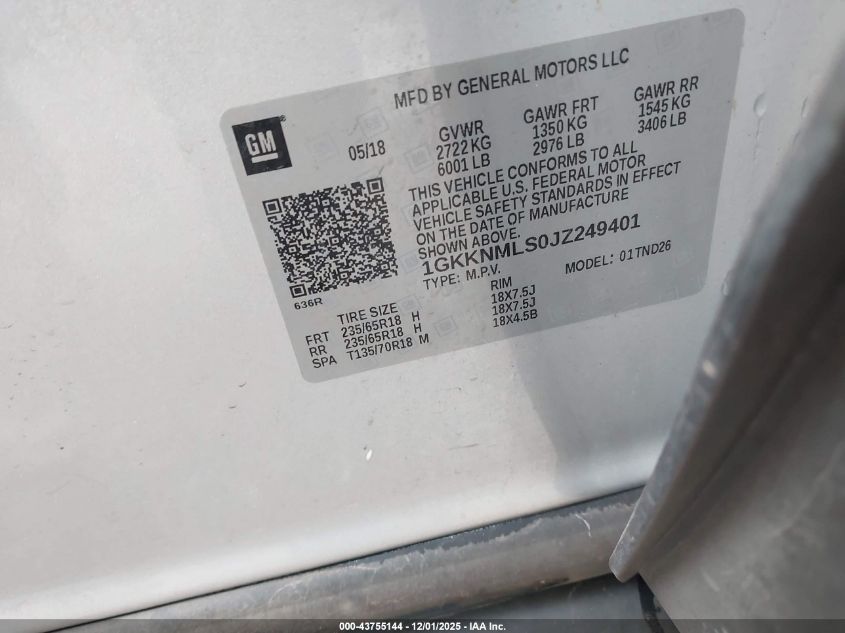 MFD BY GENERAL MOTORS LLC
GM
05/18 GVWR GAWR FRT GAWR RR
2722 KG 1350 KG 1545 KG
6001 LB 2976 LB 3406 LB
THIS VEHICLE CONFORMS TO ALL
APPLICABLE U.S. FEDERAL MOTOR
VEHICLE SAFETY STANDARDS IN EFFECT
ON THE DATE OF MANUFACTURE
SHOWN ABOVE.
1GKKNMLS0JZ249401
TYPE: M.P.V. MODEL: 01TND26
636R
TIRE SIZE RIM
FRT 235/65R18 H 18X7.5J
RR 235/65R18 H 18X7.5J
SPA T135/70R18 M 18X4.5B
000-43755144 - 12/01/2025 - IAA Inc.